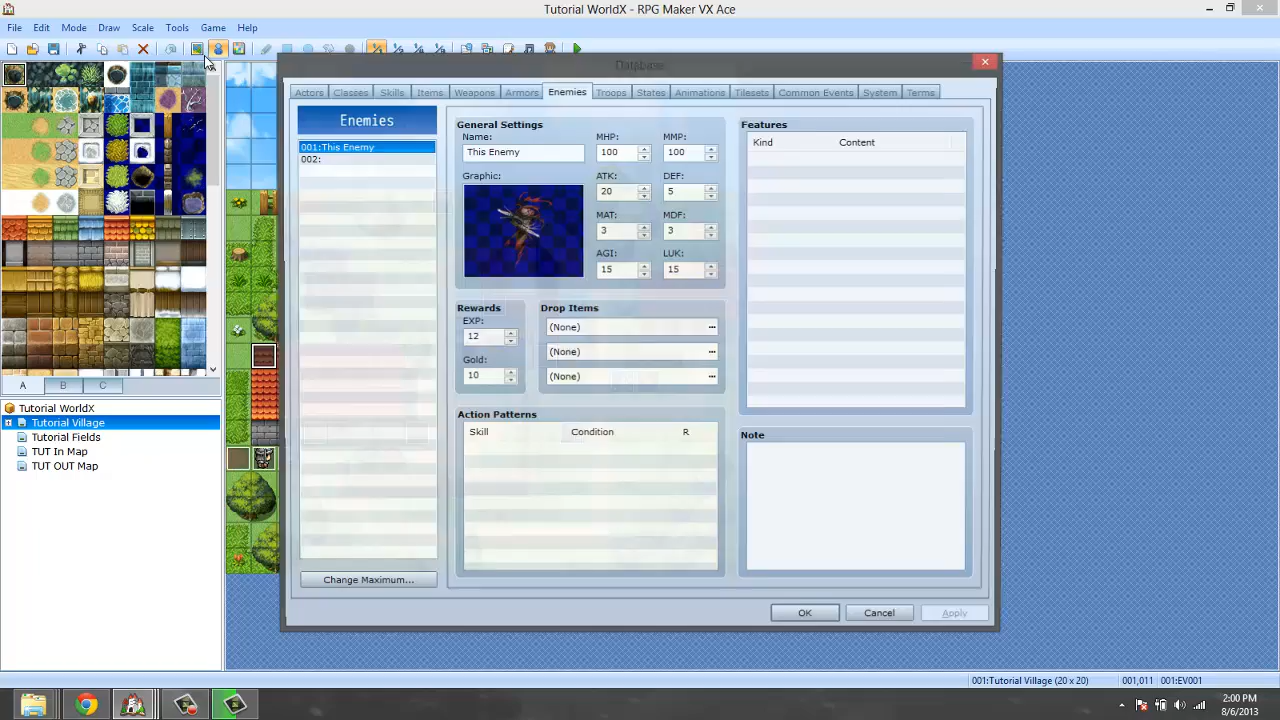 Tutorial WorldX - RPG Maker VX Ace
File Edit Mode Draw Scale Tools Game Help
Database
Actors Classes Skills Items Weapons Armors Enemies Troops States Animations Tilesets Common Events System Terms
Enemies
001:This Enemy
002:
Change Maximum...
General Settings
Name: MHP: MMP:
This Enemy 100 100
Graphic: ATK: DEF:
20 5
MAT: MDF:
3 3
AGI: LUK:
15 15
Rewards
EXP:
12
Gold:
10
Drop Items
(None)
(None)
(None)
Action Patterns
Skill Condition R
Features
Kind Content
Note
OK Cancel Apply
A B C
Tutorial WorldX
Tutorial Village
Tutorial Fields
TUT In Map
TUT OUT Map
001:Tutorial Village (20 x 20) 001,011 001:EV001
2:00 PM
8/6/2013